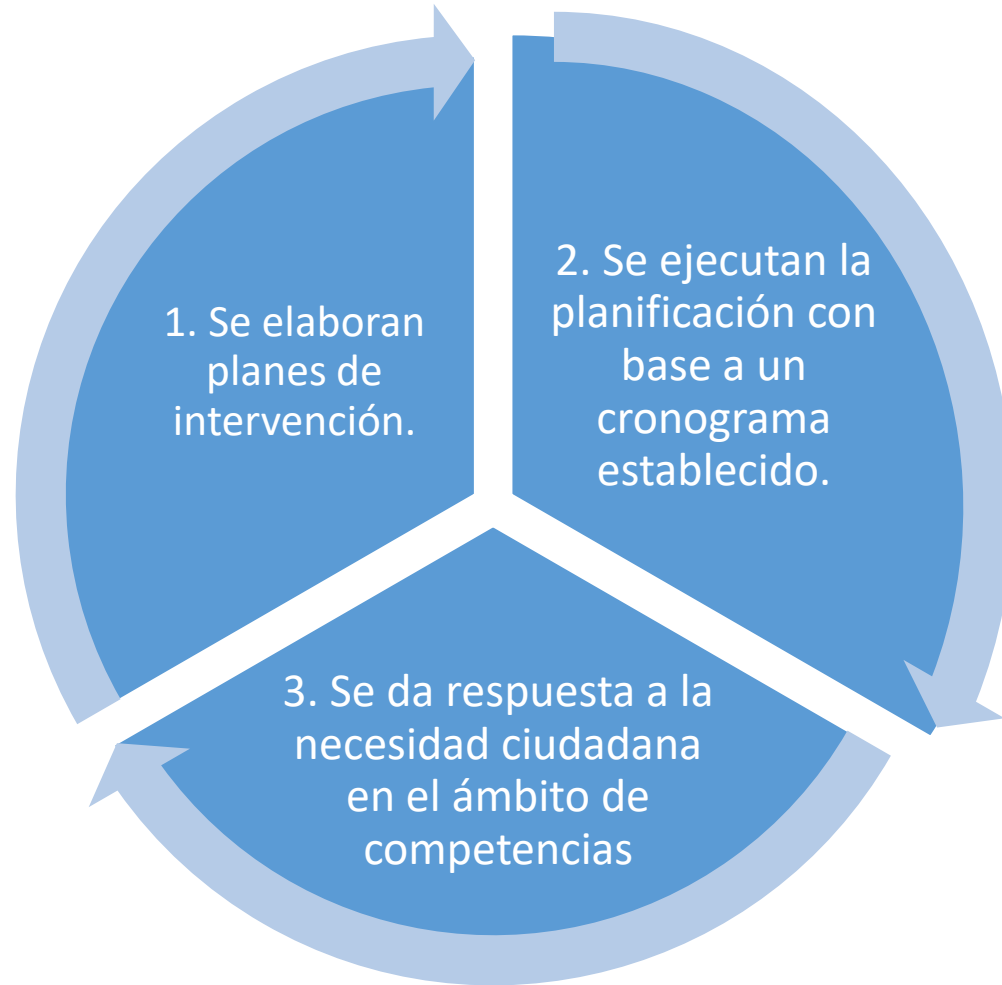 1. Se elaboran
planes de
intervención.
2. Se ejecutan la
planificación con
base a un
cronograma
establecido.
3. Se da respuesta a la
necesidad ciudadana
en el ámbito de
competencias